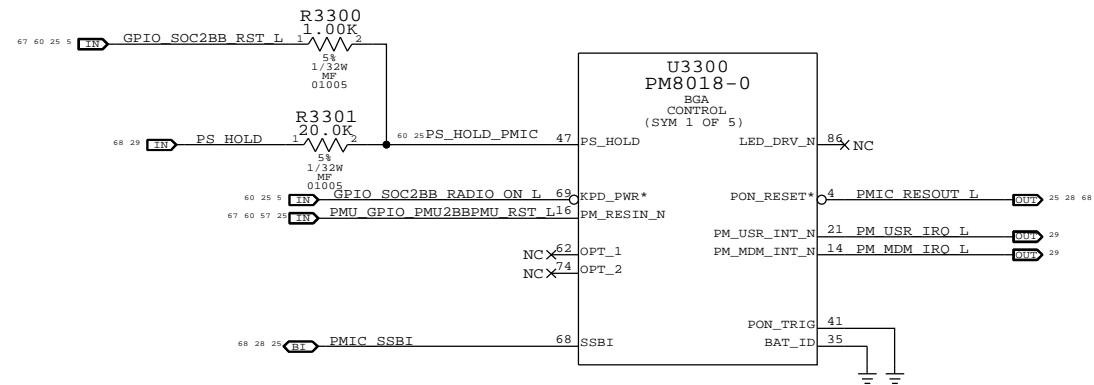 R3300
1.00K
67 60 25 5 IN GPIO_SOC2BB_RST_L 1 2
5%
1/32W
MF
01005
U3300
PM8018-0
BGA
CONTROL
(SYM 1 OF 5)
R3301
20.0K
68 29 IN PS_HOLD 1 2 60 25 PS_HOLD_PMIC 47 PS_HOLD
LED_DRV_N 86 NC
5%
1/32W
MF
01005
60 25 5 IN GPIO_SOC2BB_RADIO_ON_L 69 KPD_PWR*
PON_RESET* 4 PMIC_RESOUT_L OUT 25 28 68
67 60 57 25 IN PMU_GPIO_PMU2BBPMU_RST_L 16 PM_RESIN_N
PM_USR_INT_N 21 PM_USR_IRQ_L OUT 29
NC 62 OPT_1
PM_MDM_INT_N 14 PM_MDM_IRQ_L OUT 29
NC 74 OPT_2
PON_TRIG 41
68 28 25 BI PMIC_SSBI 68 SSBI
BAT_ID 35